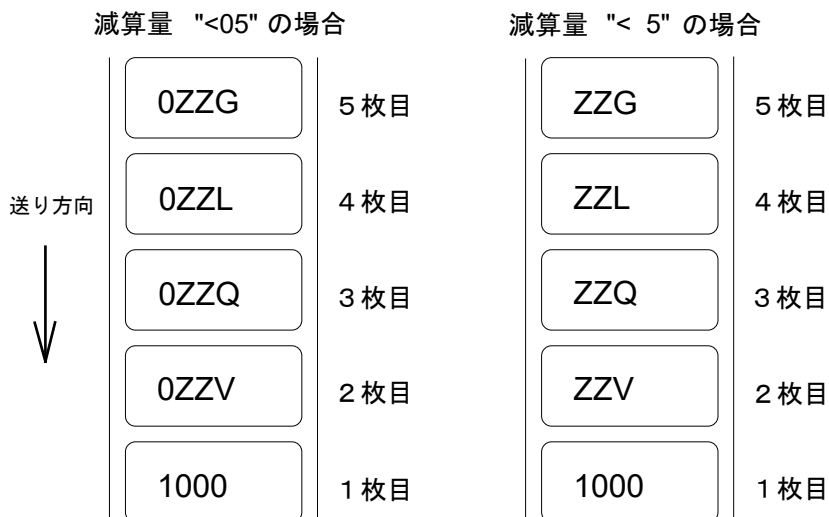 減算量 "<05" の場合
0ZZG 5枚目
0ZZL 4枚目
送り方向
0ZZQ 3枚目
0ZZV 2枚目
1000 1枚目
減算量 "< 5" の場合
ZZG 5枚目
ZZL 4枚目
ZZQ 3枚目
ZZV 2枚目
1000 1枚目